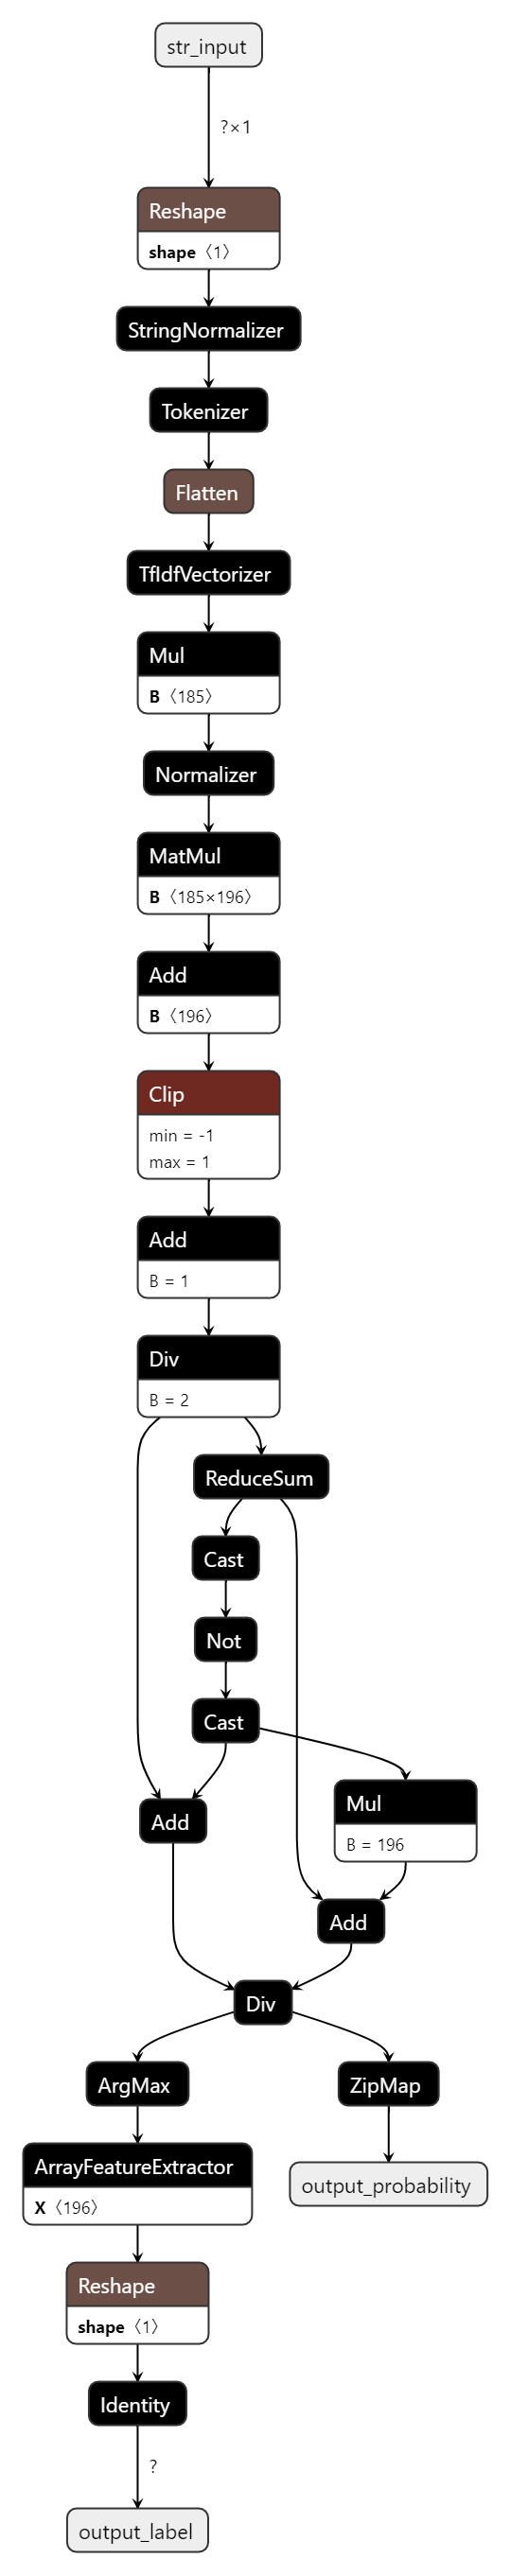 str_input
?×1
Reshape
shape〈1〉
StringNormalizer
Tokenizer
Flatten
TfIdfVectorizer
Mul
B〈185〉
Normalizer
MatMul
B〈185×196〉
Add
B〈196〉
Clip
min = -1
max = 1
Add
B = 1
Div
B = 2
ReduceSum
Cast
Not
Cast
Mul
Add
B = 196
Add
Div
ArgMax
ZipMap
ArrayFeatureExtractor
output_probability
X〈196〉
Reshape
shape〈1〉
Identity
?
output_label